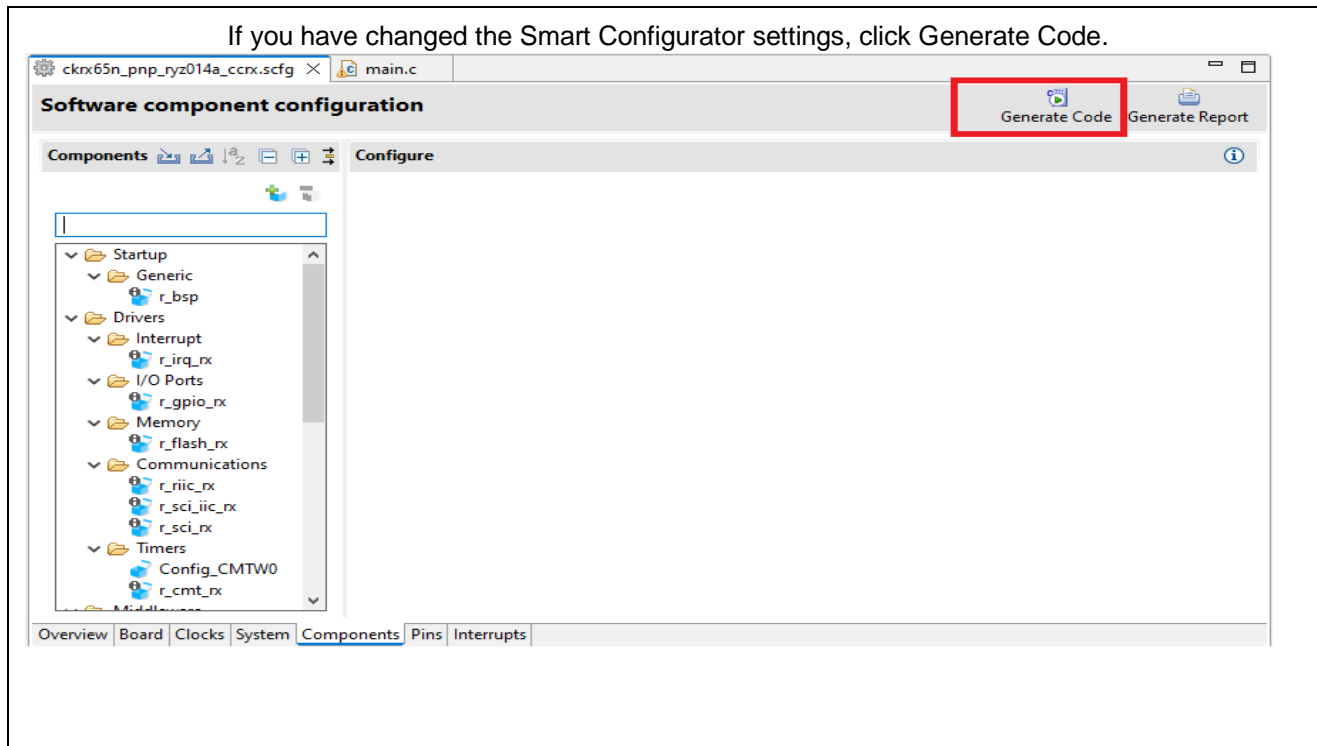 If you have changed the Smart Configurator settings, click Generate Code.
ckrx65n_pnp_ryz014a_ccrx.scfg main.c
Software component configuration
Generate Code Generate Report
Components Configure
Startup
Generic
r_bsp
Drivers
Interrupt
r_irq_rx
I/O Ports
r_gpio_rx
Memory
r_flash_rx
Communications
r_riic_rx
r_sci_iic_rx
r_sci_rx
Timers
Config_CMTW0
r_cmt_rx
Middleware
Overview Board Clocks System Components Pins Interrupts